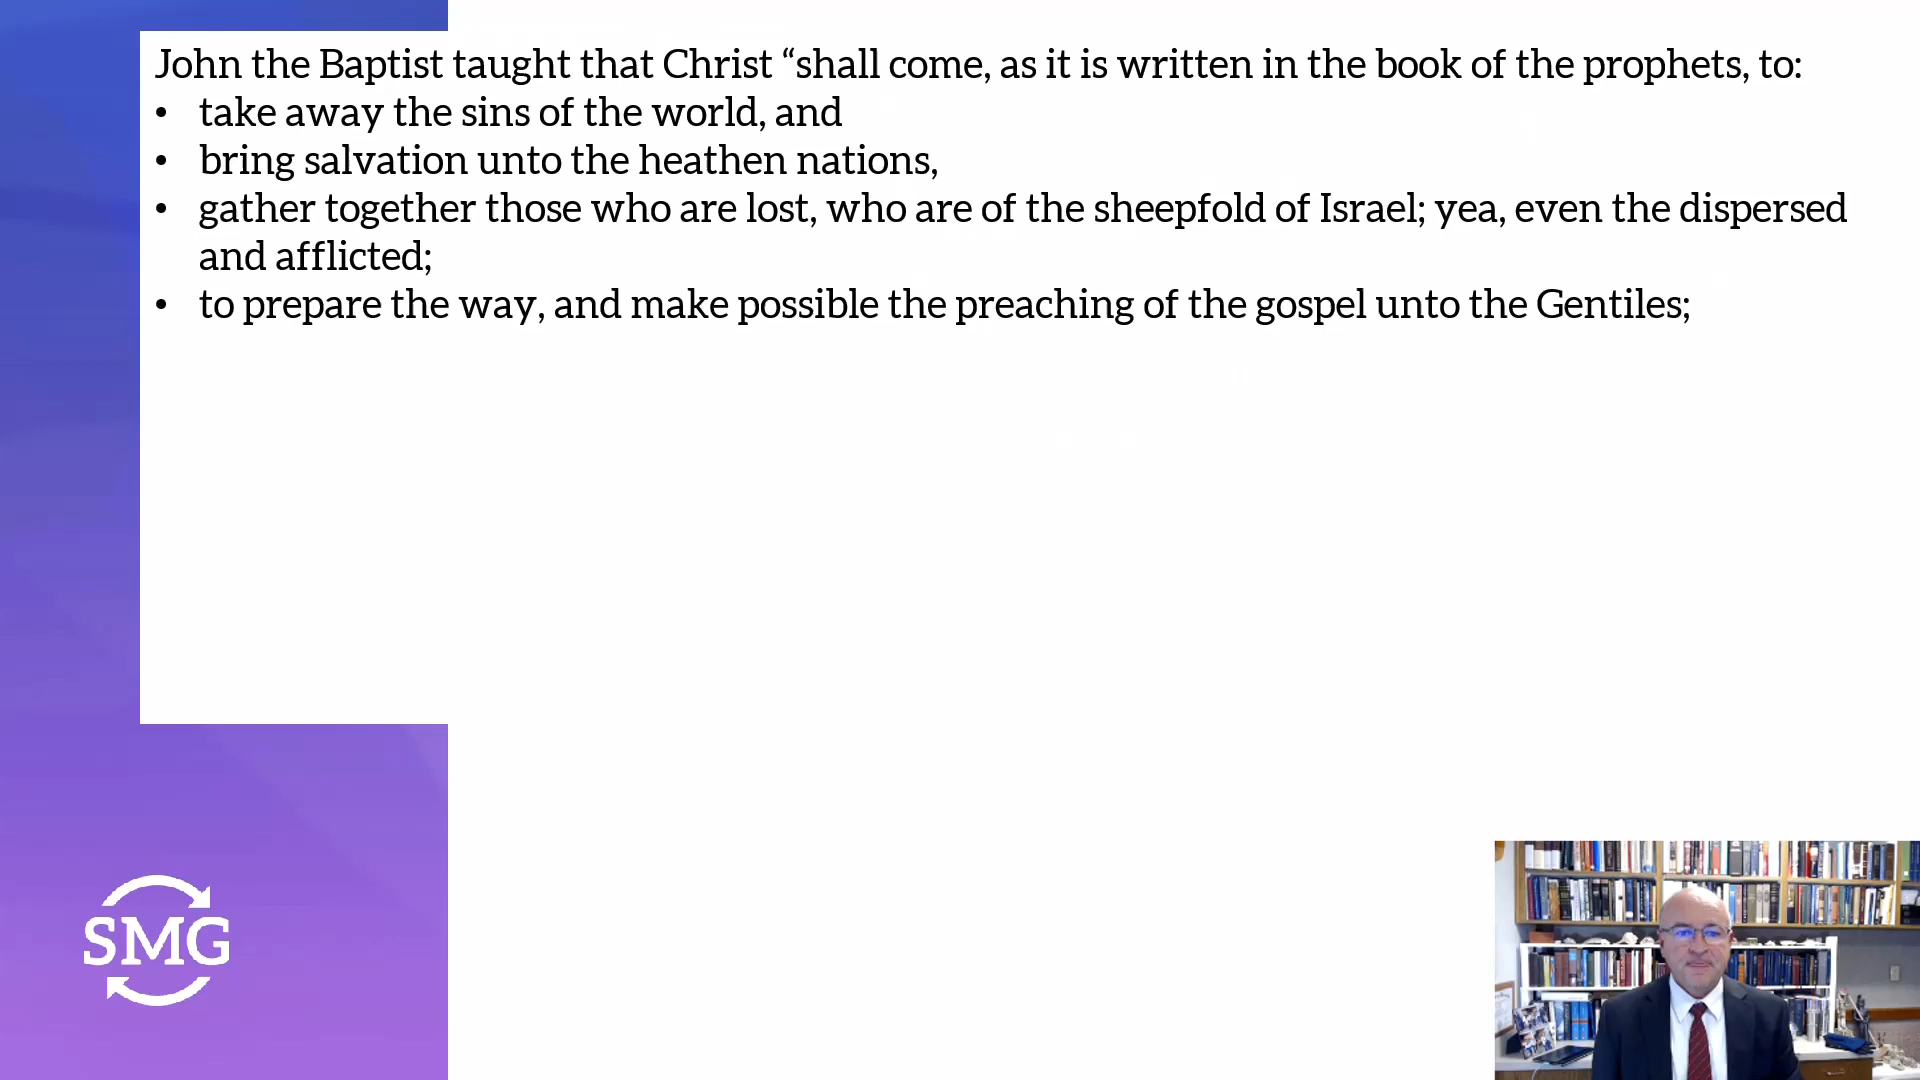 John the Baptist taught that Christ “shall come, as it is written in the book of the prophets, to:
• take away the sins of the world, and
• bring salvation unto the heathen nations,
• gather together those who are lost, who are of the sheepfold of Israel; yea, even the dispersed
and afflicted;
• to prepare the way, and make possible the preaching of the gospel unto the Gentiles;
SMG